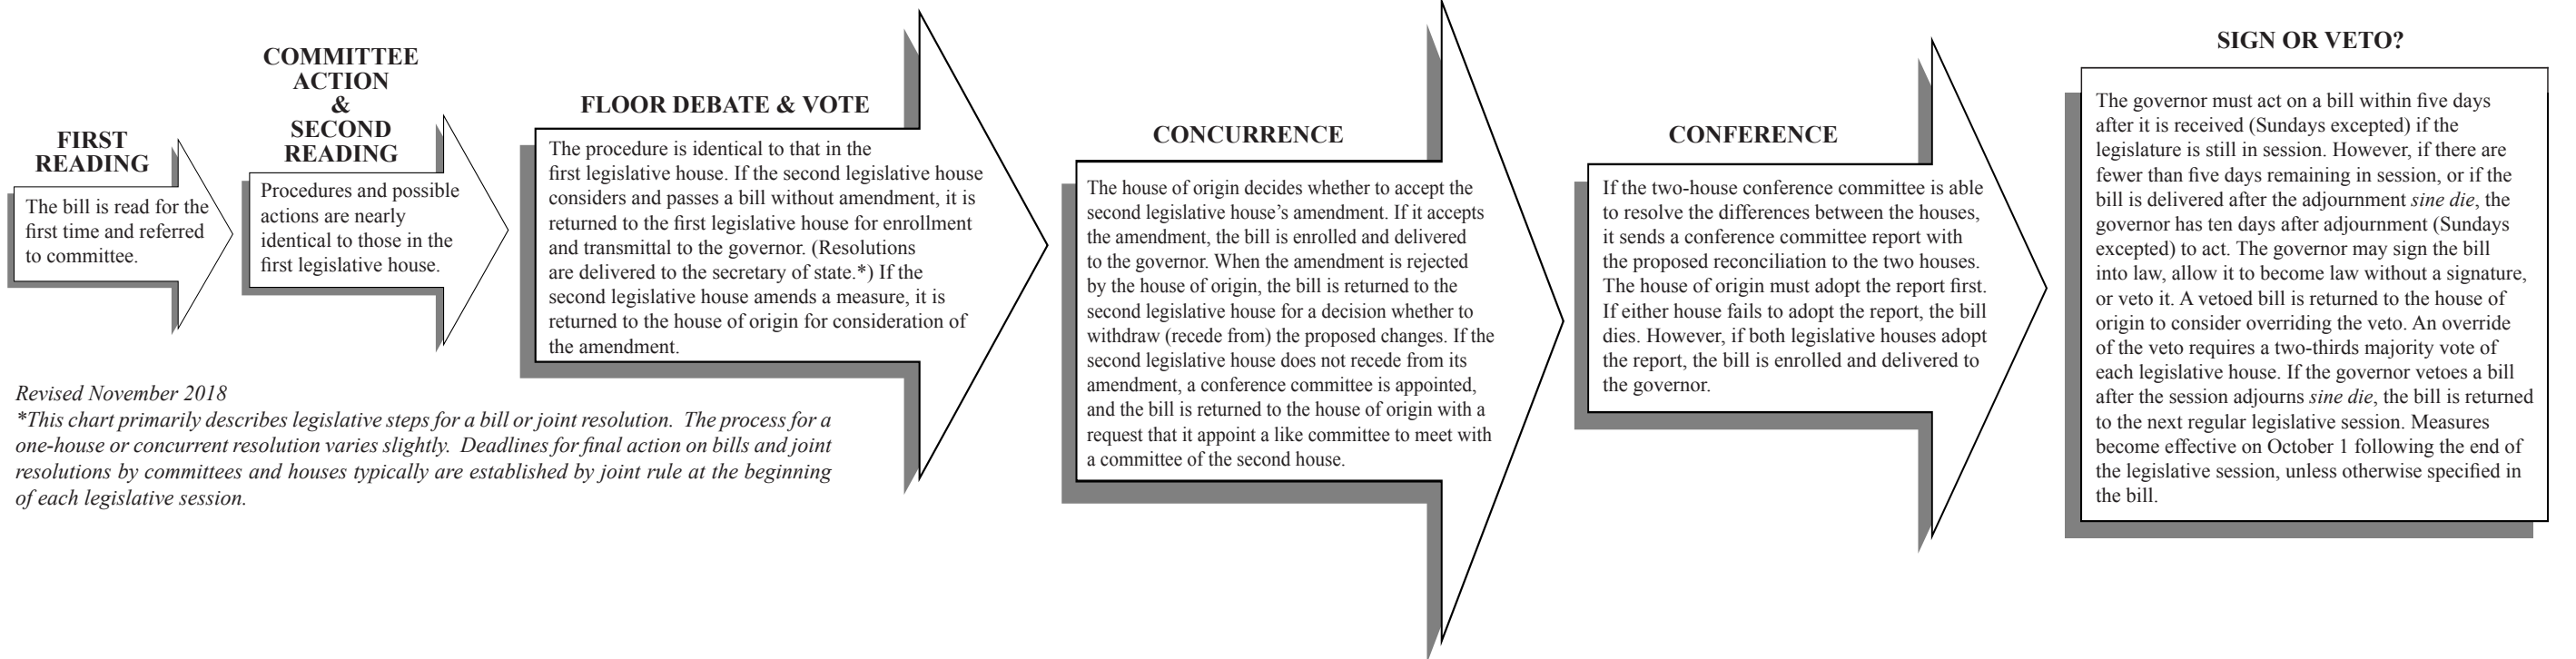 FIRST
READING
The bill is read for the
first time and referred
to committee.
COMMITTEE
ACTION
&
SECOND
READING
Procedures and possible
actions are nearly
identical to those in the
first legislative house.
FLOOR DEBATE & VOTE
The procedure is identical to that in the
first legislative house. If the second legislative house
considers and passes a bill without amendment, it is
returned to the first legislative house for enrollment
and transmittal to the governor. (Resolutions
are delivered to the secretary of state.*) If the
second legislative house amends a measure, it is
returned to the house of origin for consideration of
the amendment.
CONCURRENCE
The house of origin decides whether to accept the
second legislative house's amendment. If it accepts
the amendment, the bill is enrolled and delivered
to the governor. When the amendment is rejected
by the house of origin, the bill is returned to the
second legislative house for a decision whether to
withdraw (recede from) the proposed changes. If the
second legislative house does not recede from its
amendment, a conference committee is appointed,
and the bill is returned to the house of origin with a
request that it appoint a like committee to meet with
a committee of the second house.
CONFERENCE
If the two-house conference committee is able
to resolve the differences between the houses,
it sends a conference committee report with
the proposed reconciliation to the two houses.
The house of origin must adopt the report first.
If either house fails to adopt the report, the bill
dies. However, if both legislative houses adopt
the report, the bill is enrolled and delivered to
the governor.
SIGN OR VETO?
The governor must act on a bill within five days
after it is received (Sundays excepted) if the
legislature is still in session. However, if there are
fewer than five days remaining in session, or if the
bill is delivered after the adjournment sine die, the
governor has ten days after adjournment (Sundays
excepted) to act. The governor may sign the bill
into law, allow it to become law without a signature,
or veto it. A vetoed bill is returned to the house of
origin to consider overriding the veto. An override
of the veto requires a two-thirds majority vote of
each legislative house. If the governor vetoes a bill
after the session adjourns sine die, the bill is returned
to the next regular legislative session. Measures
become effective on October 1 following the end of
the legislative session, unless otherwise specified in
the bill.
Revised November 2018
*This chart primarily describes legislative steps for a bill or joint resolution. The process for a
one-house or concurrent resolution varies slightly. Deadlines for final action on bills and joint
resolutions by committees and houses typically are established by joint rule at the beginning
of each legislative session.